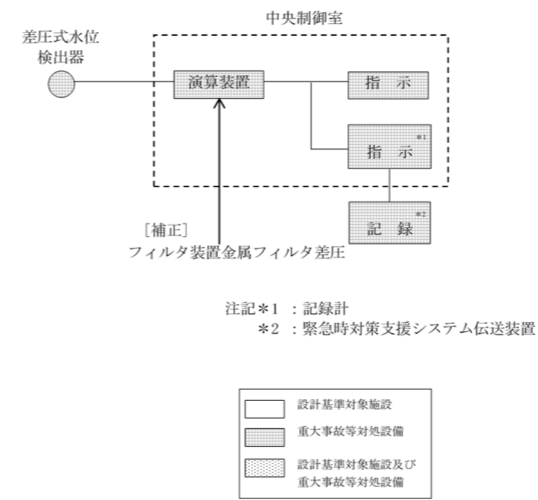 中央制御室
差圧式水位
検出器
演算装置
指 示
＊1
指 示
＊2
記 録
［補正］
フィルタ装置金属フィルタ差圧
注記＊1 ：記録計
＊2 ：緊急時対策支援システム伝送装置
設計基準対象施設
重大事故等対処設備
設計基準対象施設及び
重大事故等対処設備